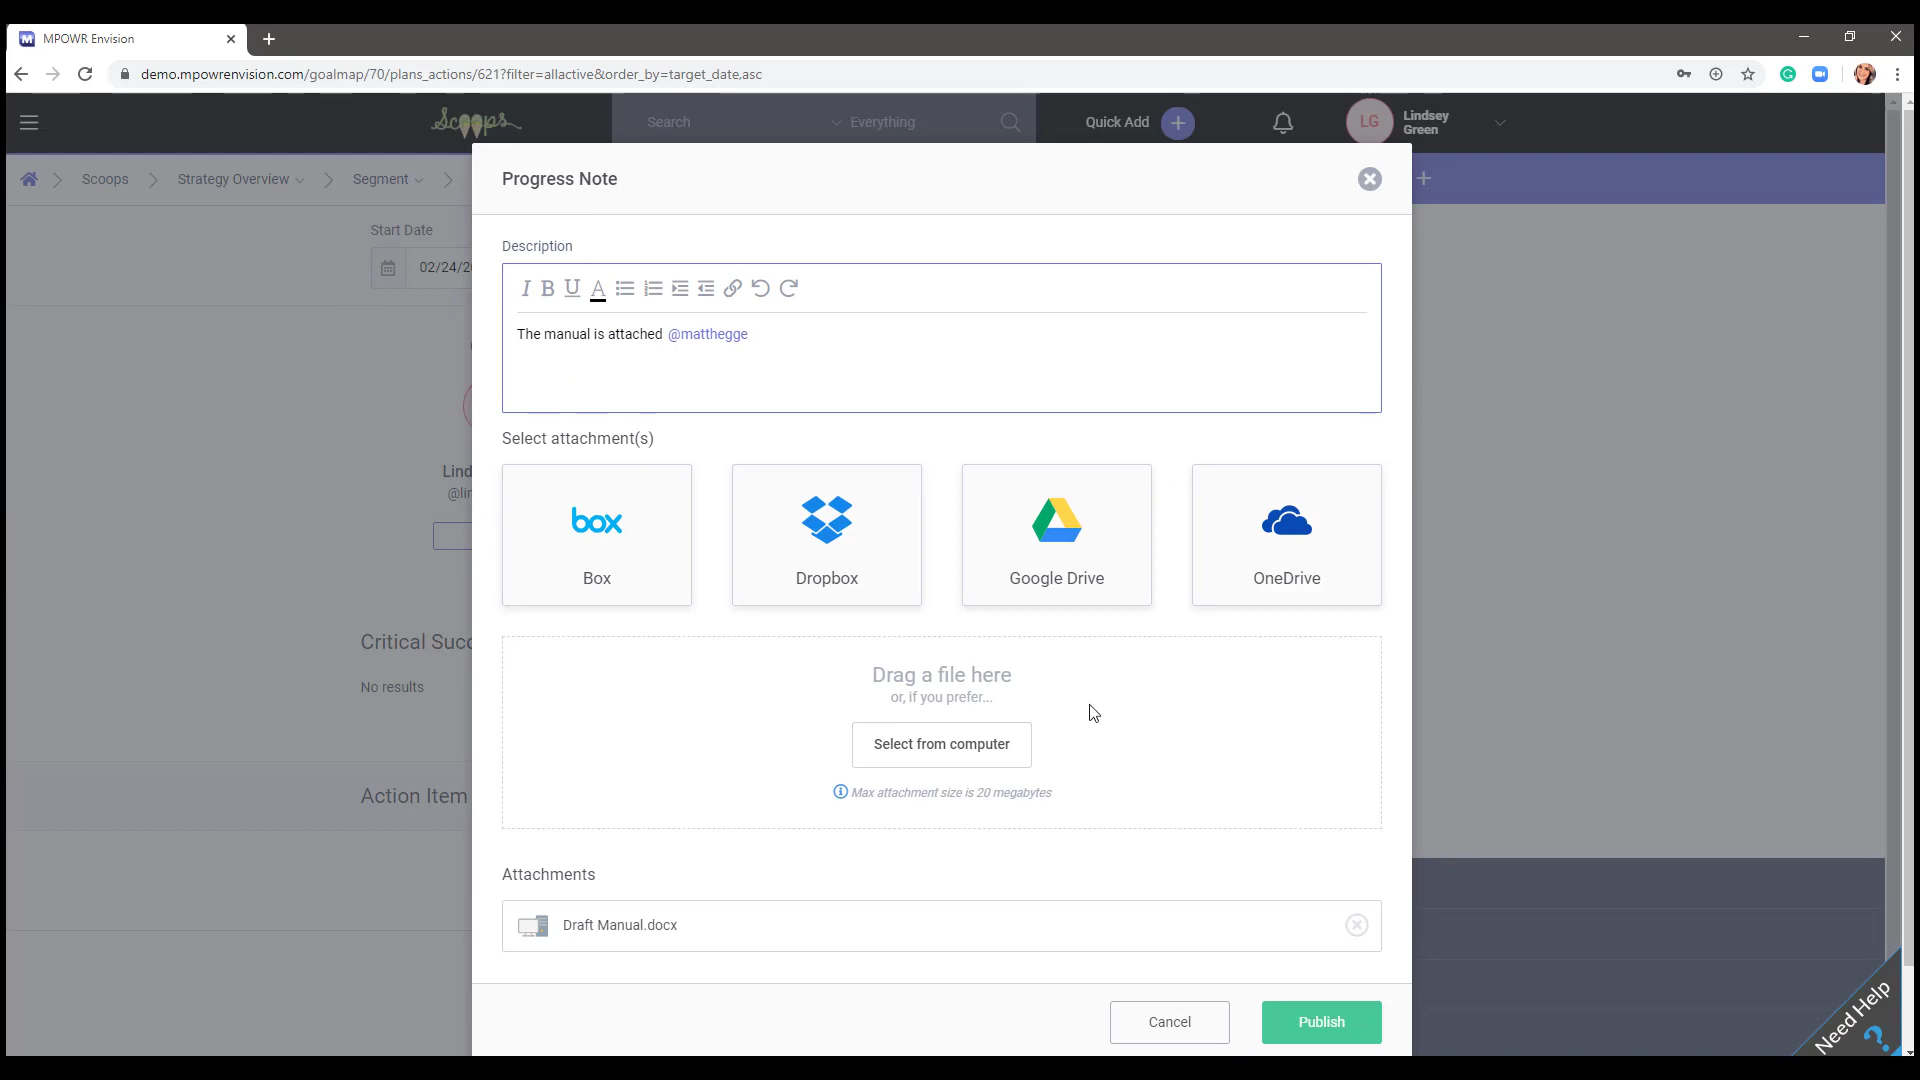 MPOWR Envision
demo.mpowrenvision.com/goalmap/70/plans_actions/621?filter=allactive&order_by=target_date,asc
Scoops
Search
Everything
Quick Add
LG
Lindsey Green
Scoops
Strategy Overview
Segment
Start Date
02/24/2
Progress Note
Description
I B U A
The manual is attached @matthegge
Select attachment(s)
box
Box
Dropbox
Google Drive
OneDrive
Lind
@lin
Critical Succ
No results
Action Item
Drag a file here
or, if you prefer...
Select from computer
Max attachment size is 20 megabytes
Attachments
Draft Manual.docx
Cancel
Publish
Need Help
?